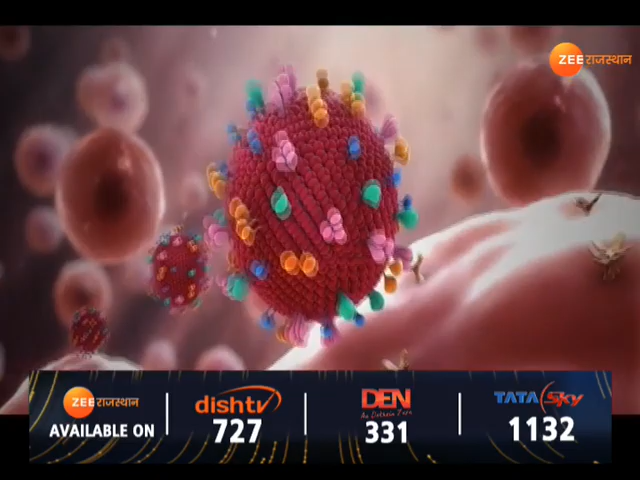 ZEE राजस्थान
ZEE राजस्थान
AVAILABLE ON
dishtv
727
DEN
331
TATA Sky
1132